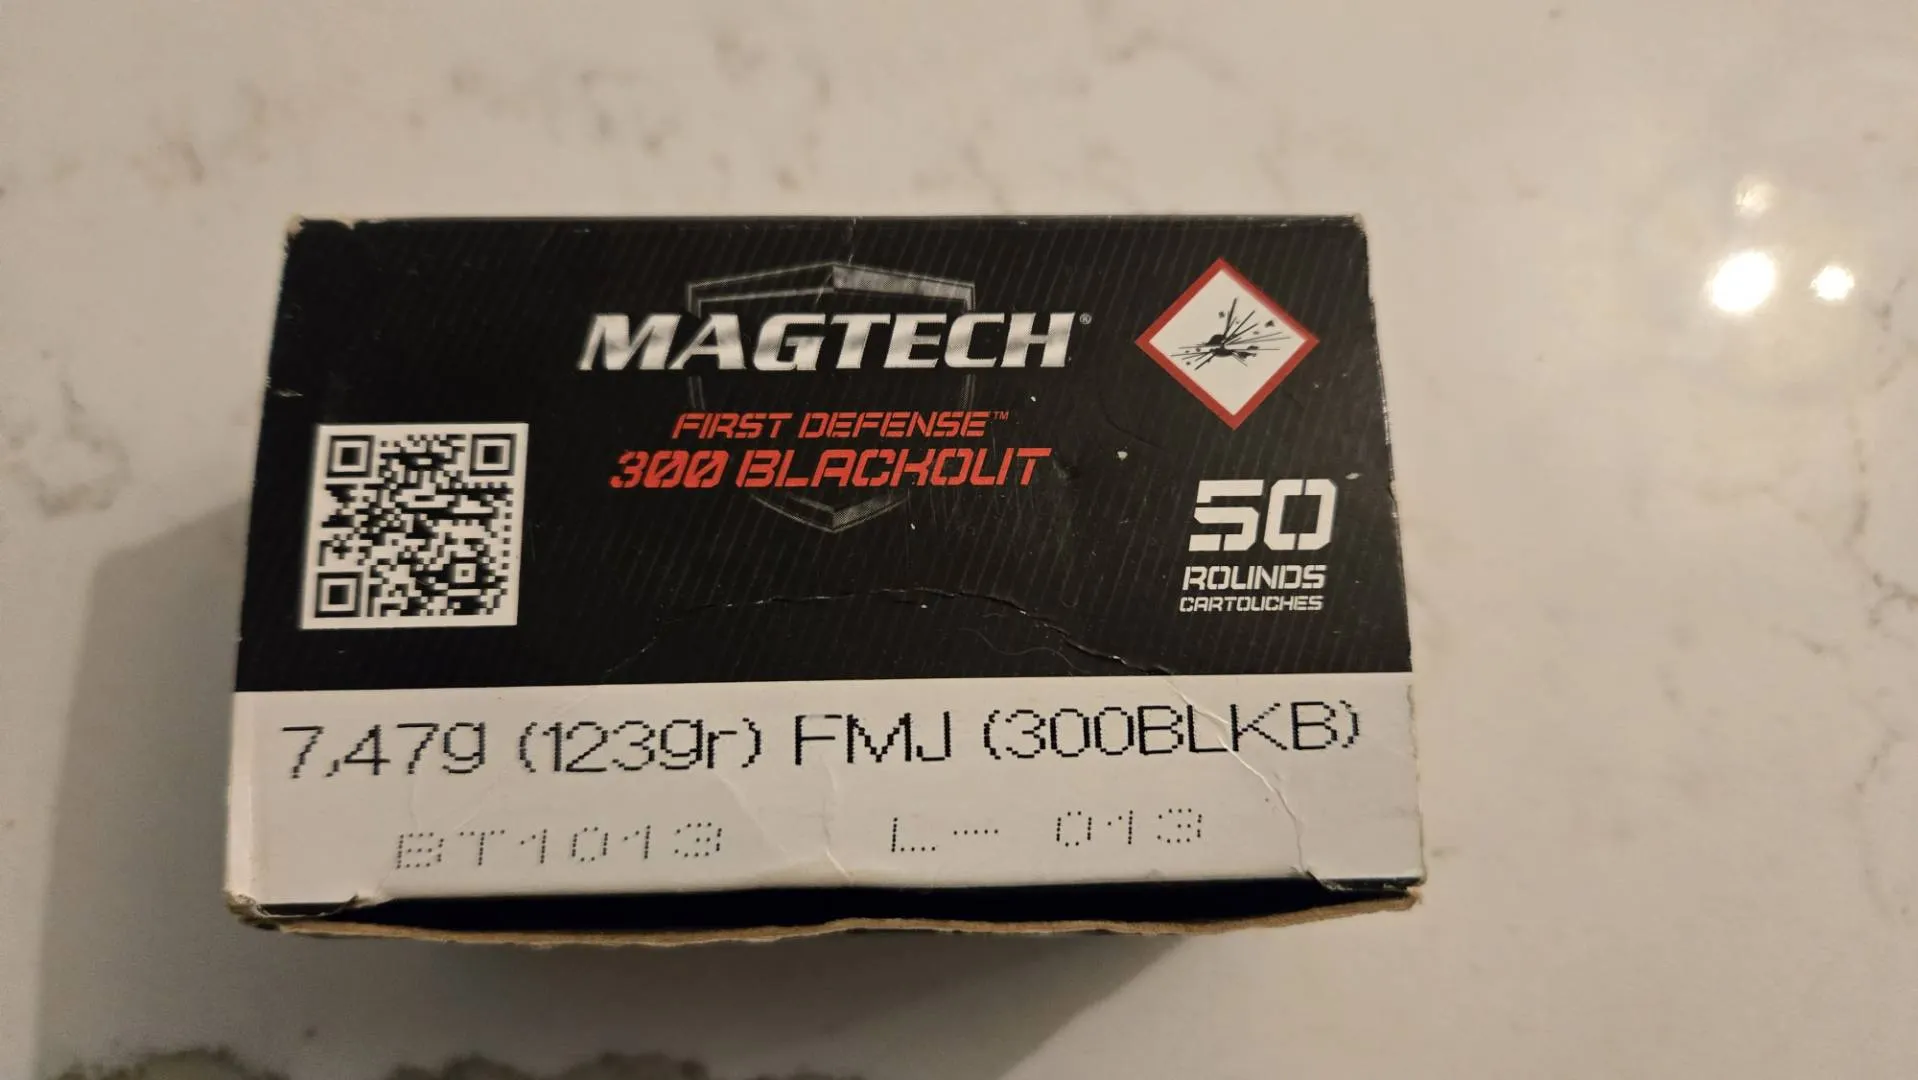 MAGTECH®
FIRST DEFENSE™
300 BLACKOUT
50
ROUNDS
CARTOUCHES
7,47g (123gr) FMJ (300BLKB)
BT1013 L- 013